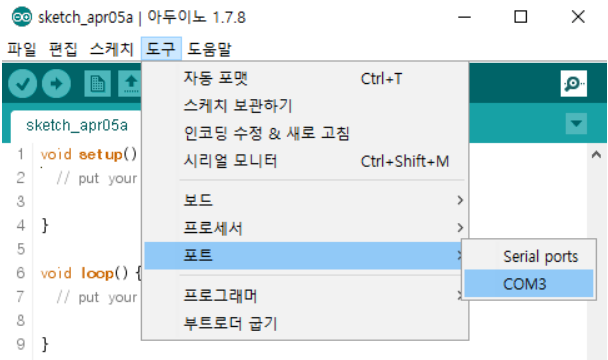 sketch_apr05a | 아두이노 1.7.8
파일 편집 스케치 도구 도움말
자동 포맷 Ctrl+T
스케치 보관하기
인코딩 수정 & 새로 고침
시리얼 모니터 Ctrl+Shift+M
보드
프로세서
포트
프로그래머
부트로더 굽기
Serial ports
COM3
sketch_apr05a
1 void setup()
2 // put your
3
4 }
5
6 void loop() {
7 // put your
8
9 }